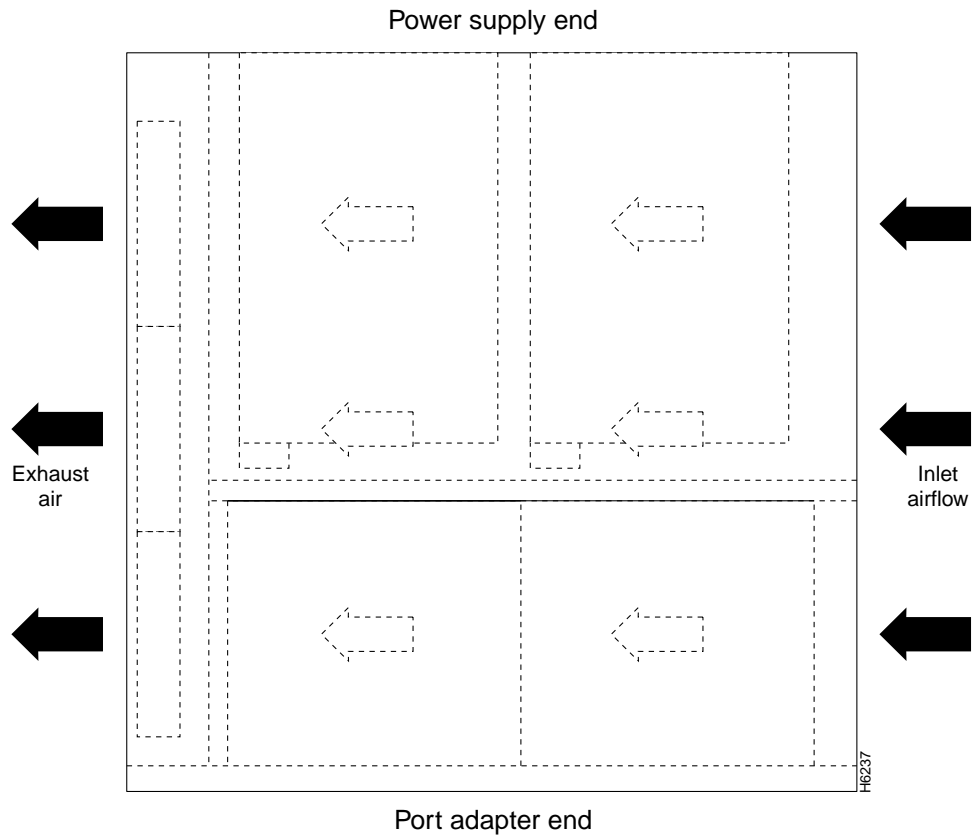 Power supply end
Exhaust
air
Inlet
airflow
H6237
Port adapter end